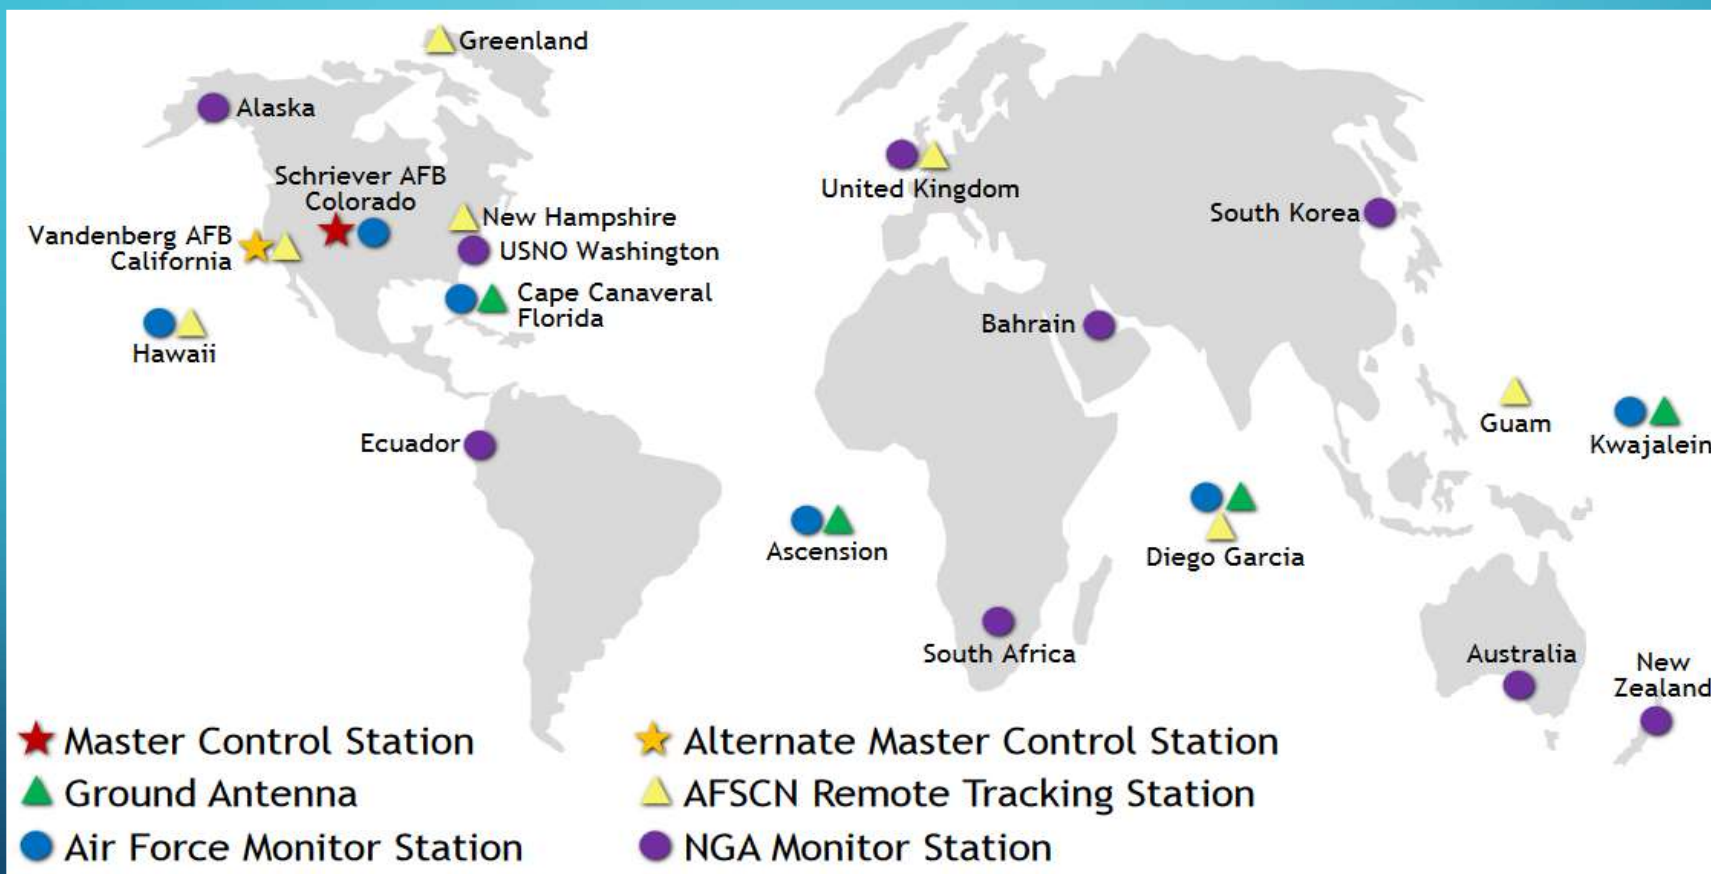 Greenland
Alaska
Schriever AFB
Colorado
New Hampshire
Vandenberg AFB
California
USNO Washington
Cape Canaveral
Florida
Hawaii
Ecuador
United Kingdom
South Korea
Bahrain
Guam
Kwajalein
Ascension
Diego Garcia
South Africa
Australia
New
Zealand
Master Control Station
Alternate Master Control Station
Ground Antenna
AFSCN Remote Tracking Station
Air Force Monitor Station
NGA Monitor Station